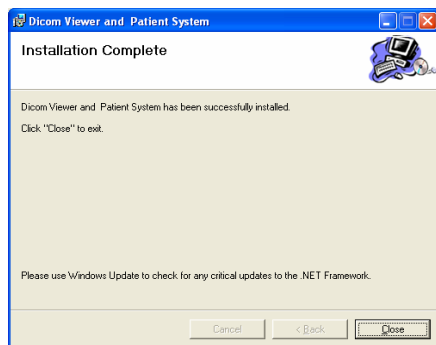 Dicom Viewer and Patient System
Installation Complete
Dicom Viewer and Patient System has been successfully installed.
Click "Close" to exit.
Please use Windows Update to check for any critical updates to the .NET Framework.
Cancel
< Back
Close